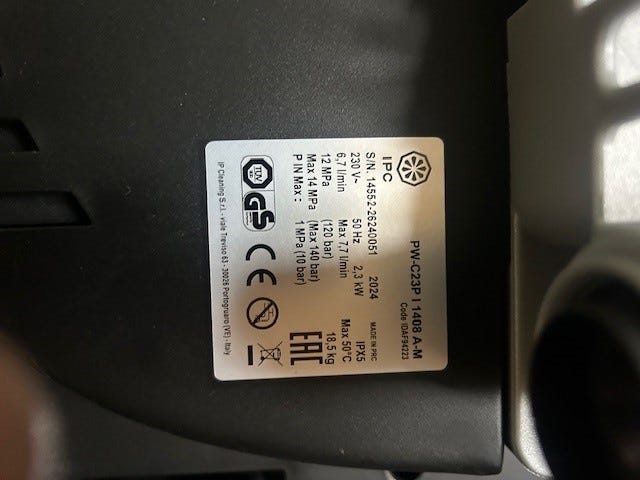 IPC
PW-C23P I 1408 A-M
Code IDAF94223
S/N. 14552-26240051 2024
MADE IN PRC
230 V~ 50 Hz 2,3 kW IPX5
6,7 l/min Max 7,7 l/min Max 50°C
12 MPa (120 bar) 18,5 kg
Max 14 MPa (Max 140 bar)
P IN Max : 1 MPa (10 bar)
EAC
TÜV GS CE
IP Cleaning S.r.l. - viale Treviso 63 - 30026 Portogruaro (VE) - Italy